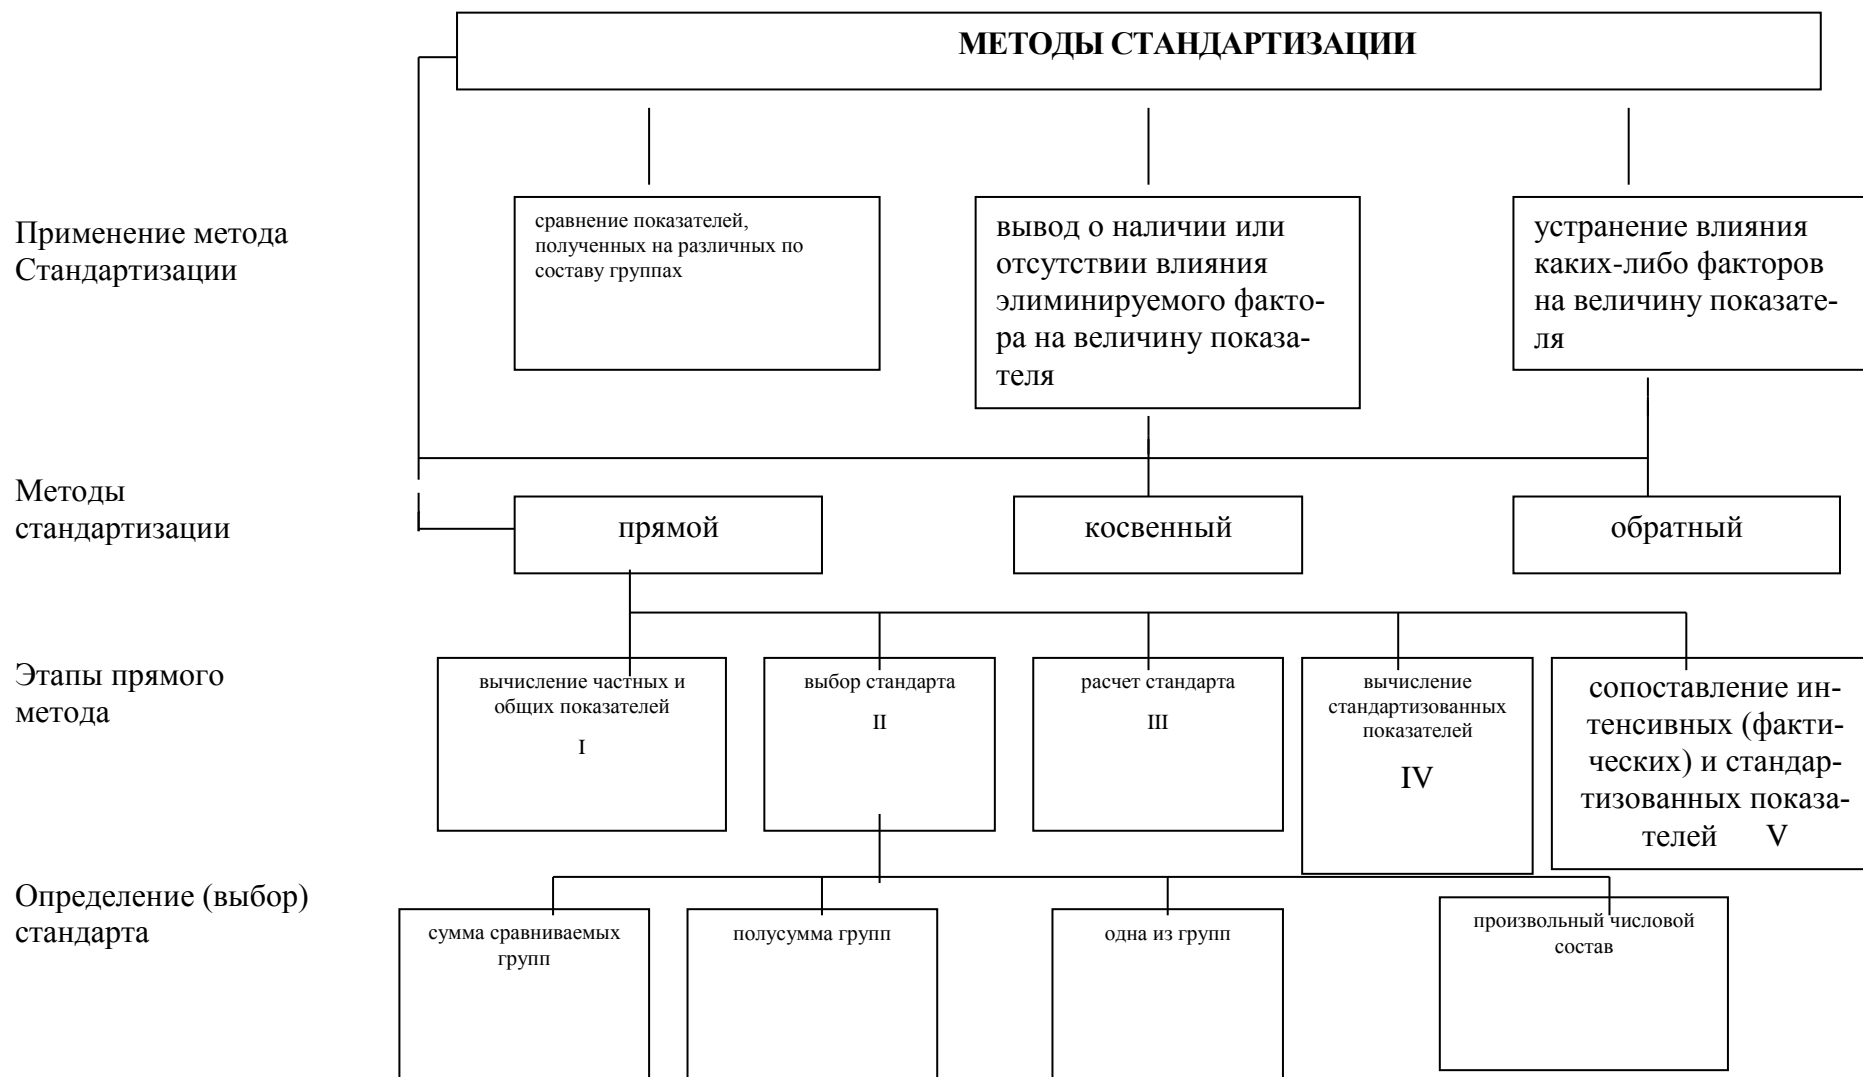 МЕТОДЫ СТАНДАРТИЗАЦИИ
Применение метода
Стандартизации
сравнение показателей,
полученных на различных по
составу группах
вывод о наличии или
отсутствии влияния
элиминируемого факто-
ра на величину показа-
теля
устранение влияния
каких-либо факторов
на величину показате-
ля
Методы
стандартизации
прямой
косвенный
обратный
Этапы прямого
метода
вычисление частных и
общих показателей
I
выбор стандарта
II
расчет стандарта
III
вычисление
стандартизованных
показателей
IV
сопоставление ин-
тенсивных (факти-
ческих) и стандар-
тизованных показа-
телей V
Определение (выбор)
стандарта
сумма сравниваемых
групп
полусумма групп
одна из групп
произвольный числовой
состав